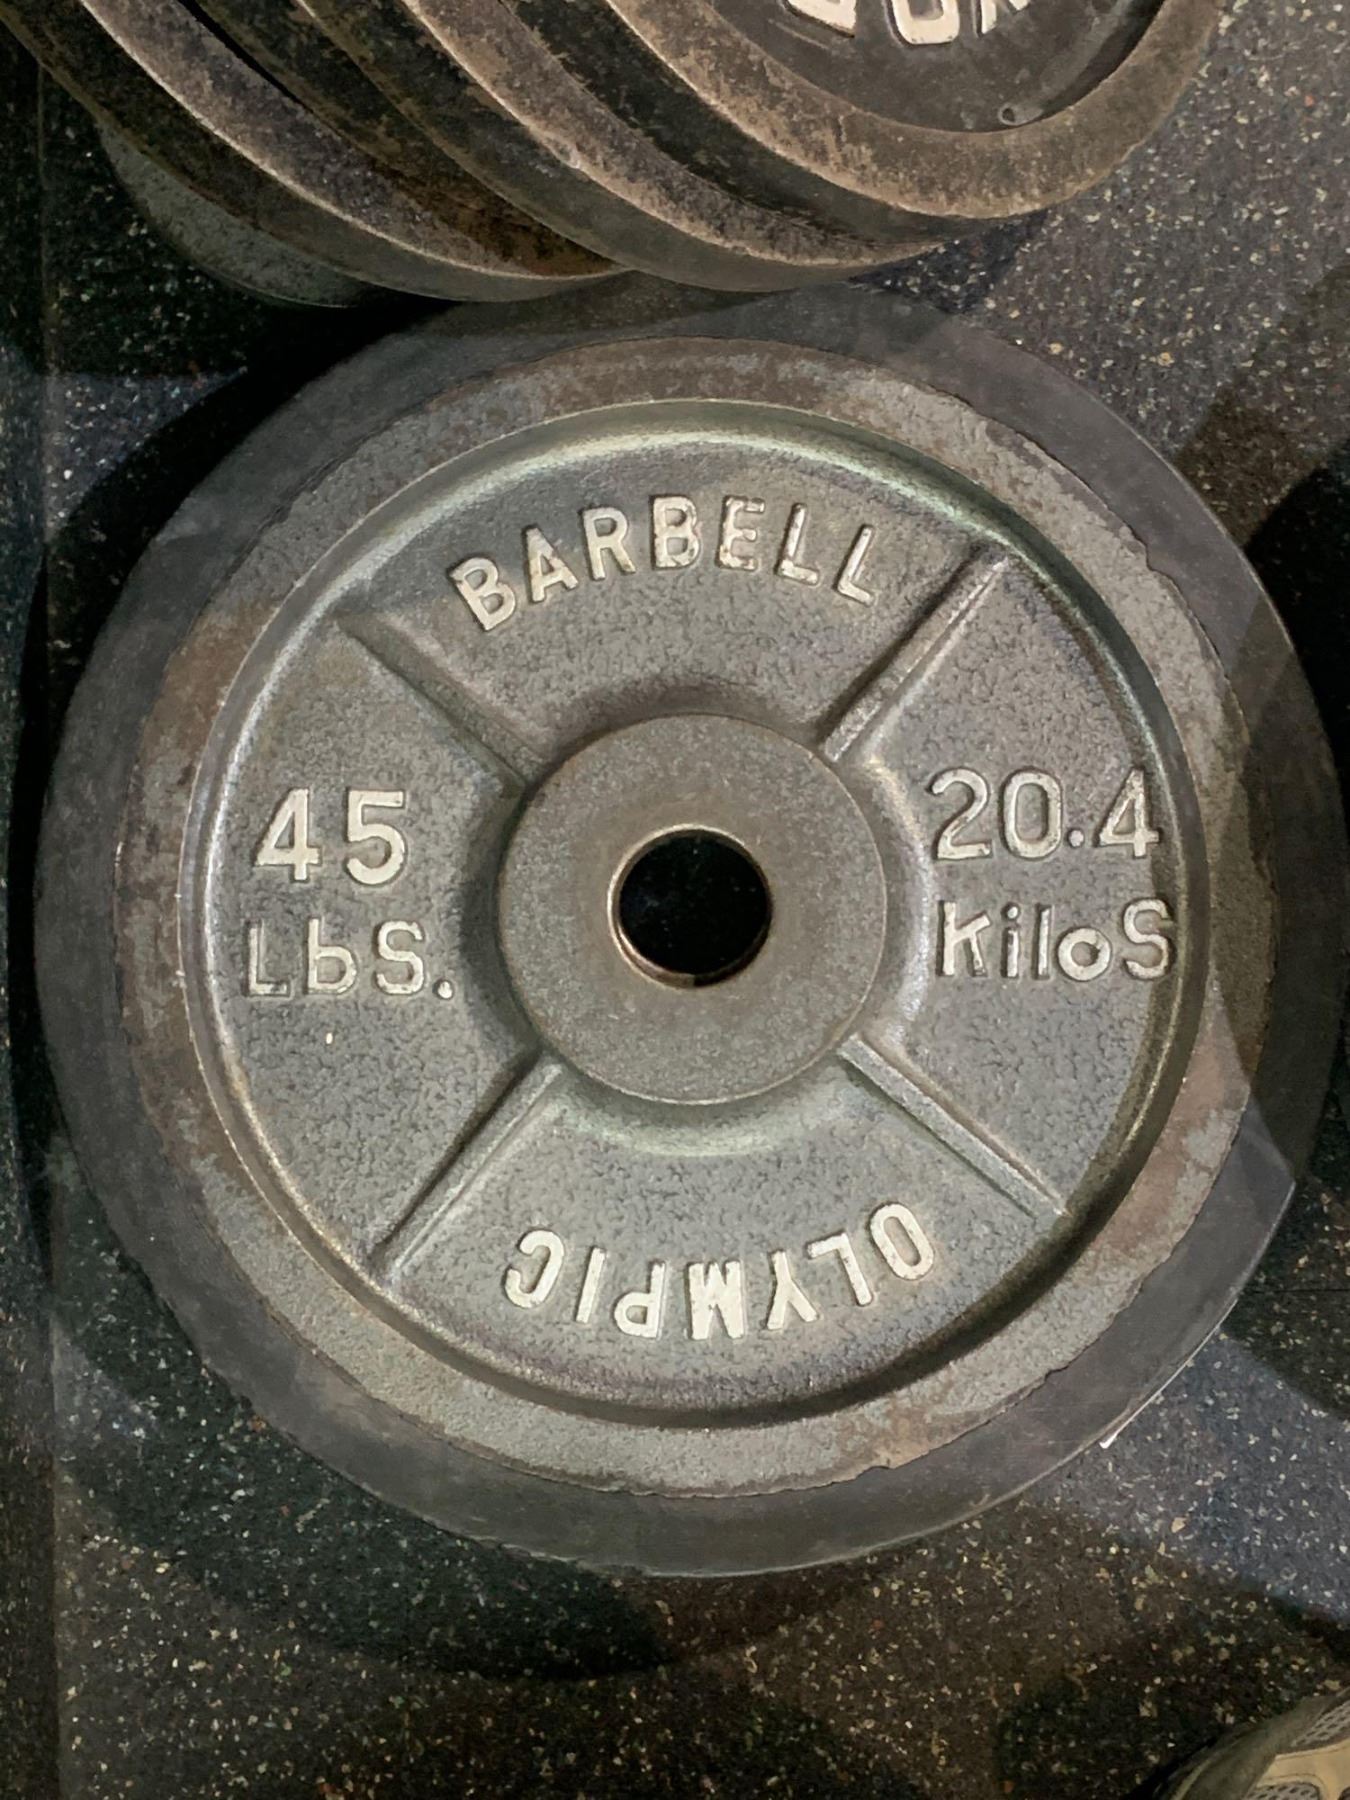 BARBELL
45
LbS.
20.4
KiloS
OLYMPIC